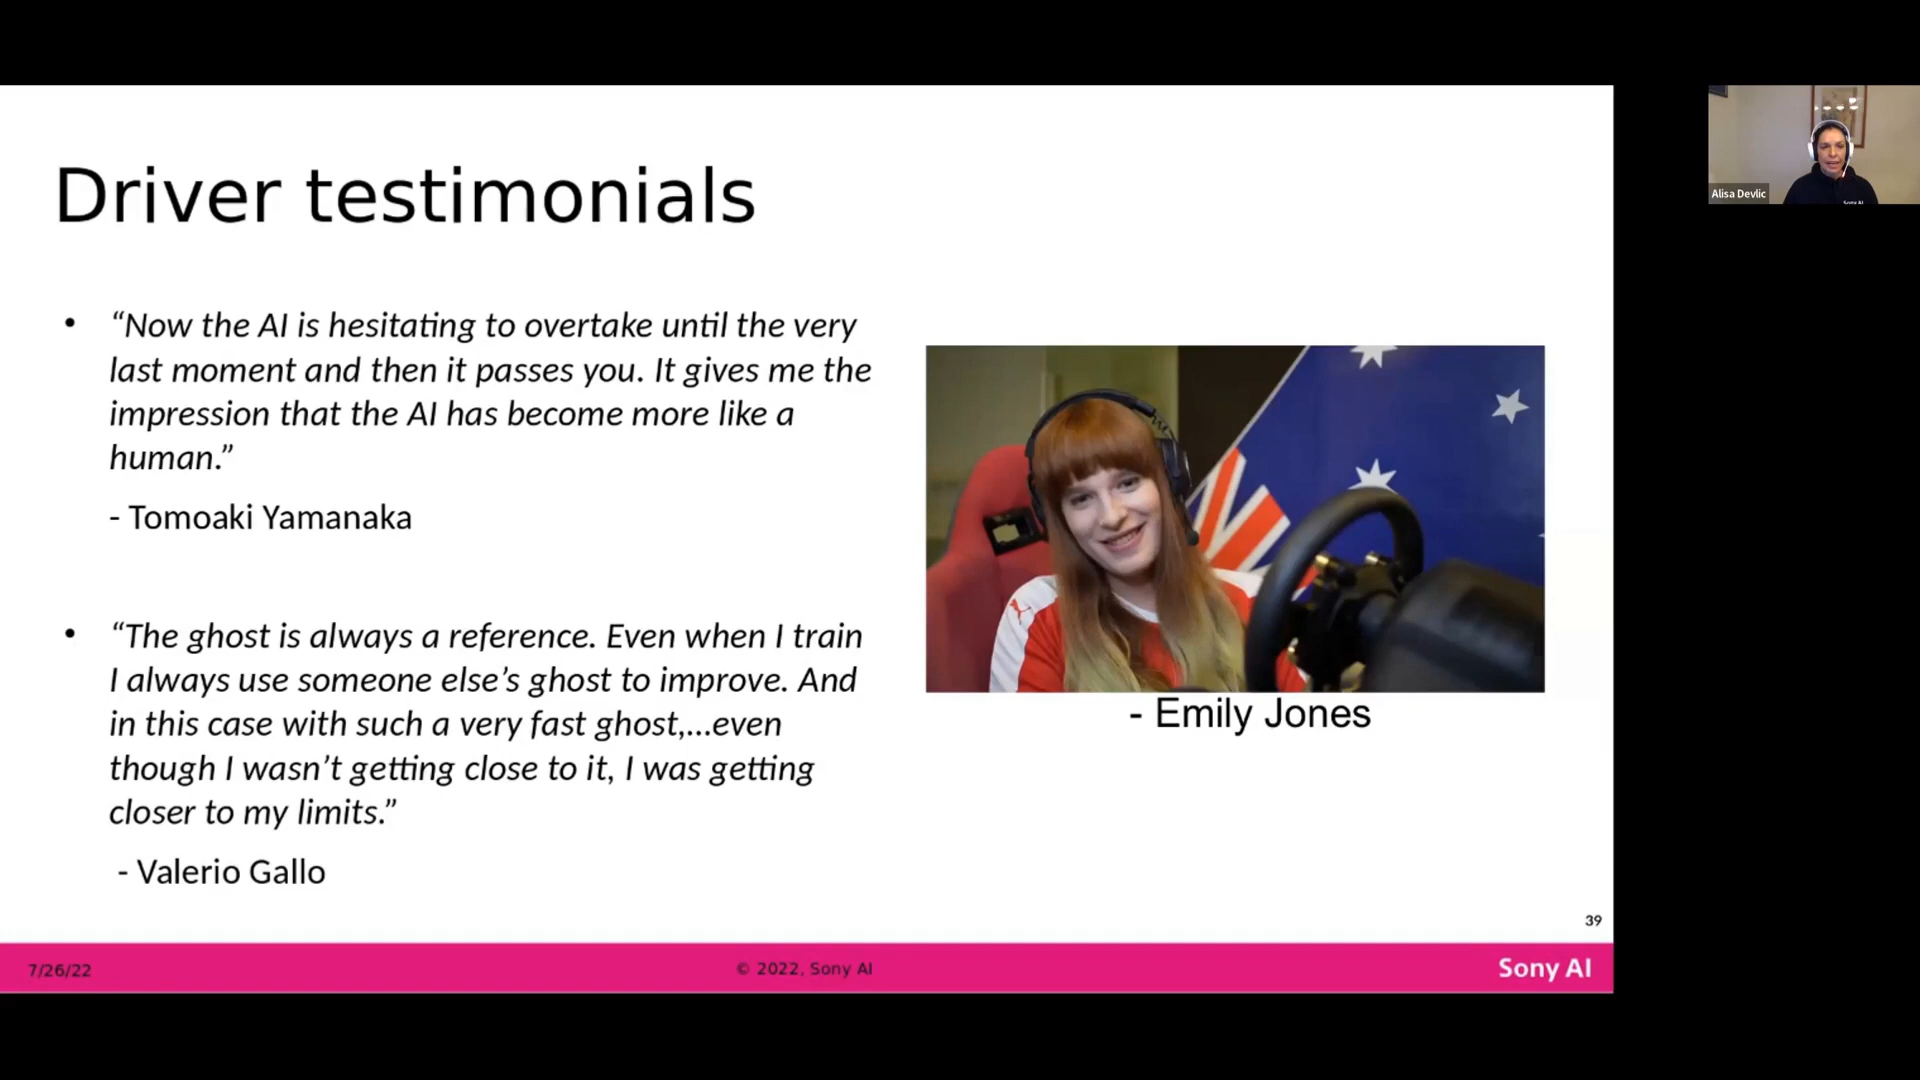 Driver testimonials
• “Now the AI is hesitating to overtake until the very
last moment and then it passes you. It gives me the
impression that the AI has become more like a
human.”
- Tomoaki Yamanaka
• “The ghost is always a reference. Even when I train
I always use someone else’s ghost to improve. And
in this case with such a very fast ghost,...even
though I wasn’t getting close to it, I was getting
closer to my limits.”
- Valerio Gallo
- Emily Jones
39
7/26/22
© 2022, Sony AI
Sony AI
Alisa Devlic
Sony AI